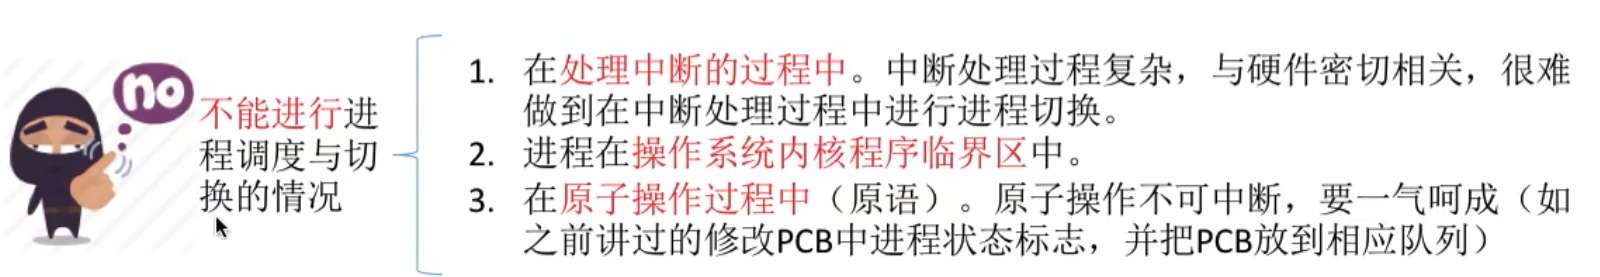 no
不能进行进
程调度与切
换的情况
1. 在处理中断的过程中。中断处理过程复杂，与硬件密切相关，很难
做到在中断处理过程中进行进程切换。
2. 进程在操作系统内核程序临界区中。
3. 在原子操作过程中（原语）。原子操作不可中断，要一气呵成（如
之前讲过的修改PCB中进程状态标志，并把PCB放到相应队列）